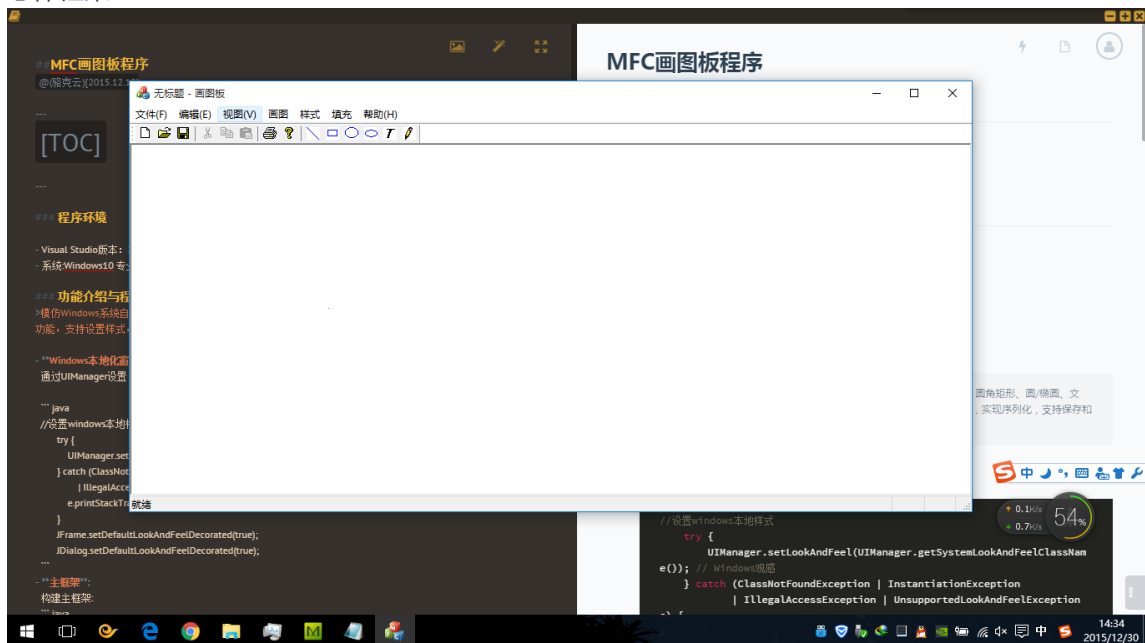 ##MFC画图板程序
@(骆克云)[2015.12.
---
[TOC]
---
### 程序环境
- Visual Studio版本：
- 系统:Windows10 专
### 功能介绍与程
>模仿Windows系统自
功能，支持设置样式，
- **Windows本地化窗
通过UIManager设置
``` java
//设置windows本地样
try {
UIManager.set
} catch (ClassNot
| IllegalAcce
e.printStackTr
}
JFrame.setDefaultLookAndFeelDecorated(true);
JDialog.setDefaultLookAndFeelDecorated(true);
```
- **主框架**:
构建主框架:
``` java
无标题 - 画图板
文件(F) 编辑(E) 视图(V) 画图 样式 填充 帮助(H)
T
就绪
MFC画图板程序
圆角矩形、圆/椭圆、文
，实现序列化，支持保存和
中
0.1K/s
0.7K/s
54%
//设置windows本地样式
try {
UIManager.setLookAndFeel(UIManager.getSystemLookAndFeelClassNam
e()); // Windows观感
} catch (ClassNotFoundException | InstantiationException
| IllegalAccessException | UnsupportedLookAndFeelException
e) {
中
14:34
2015/12/30